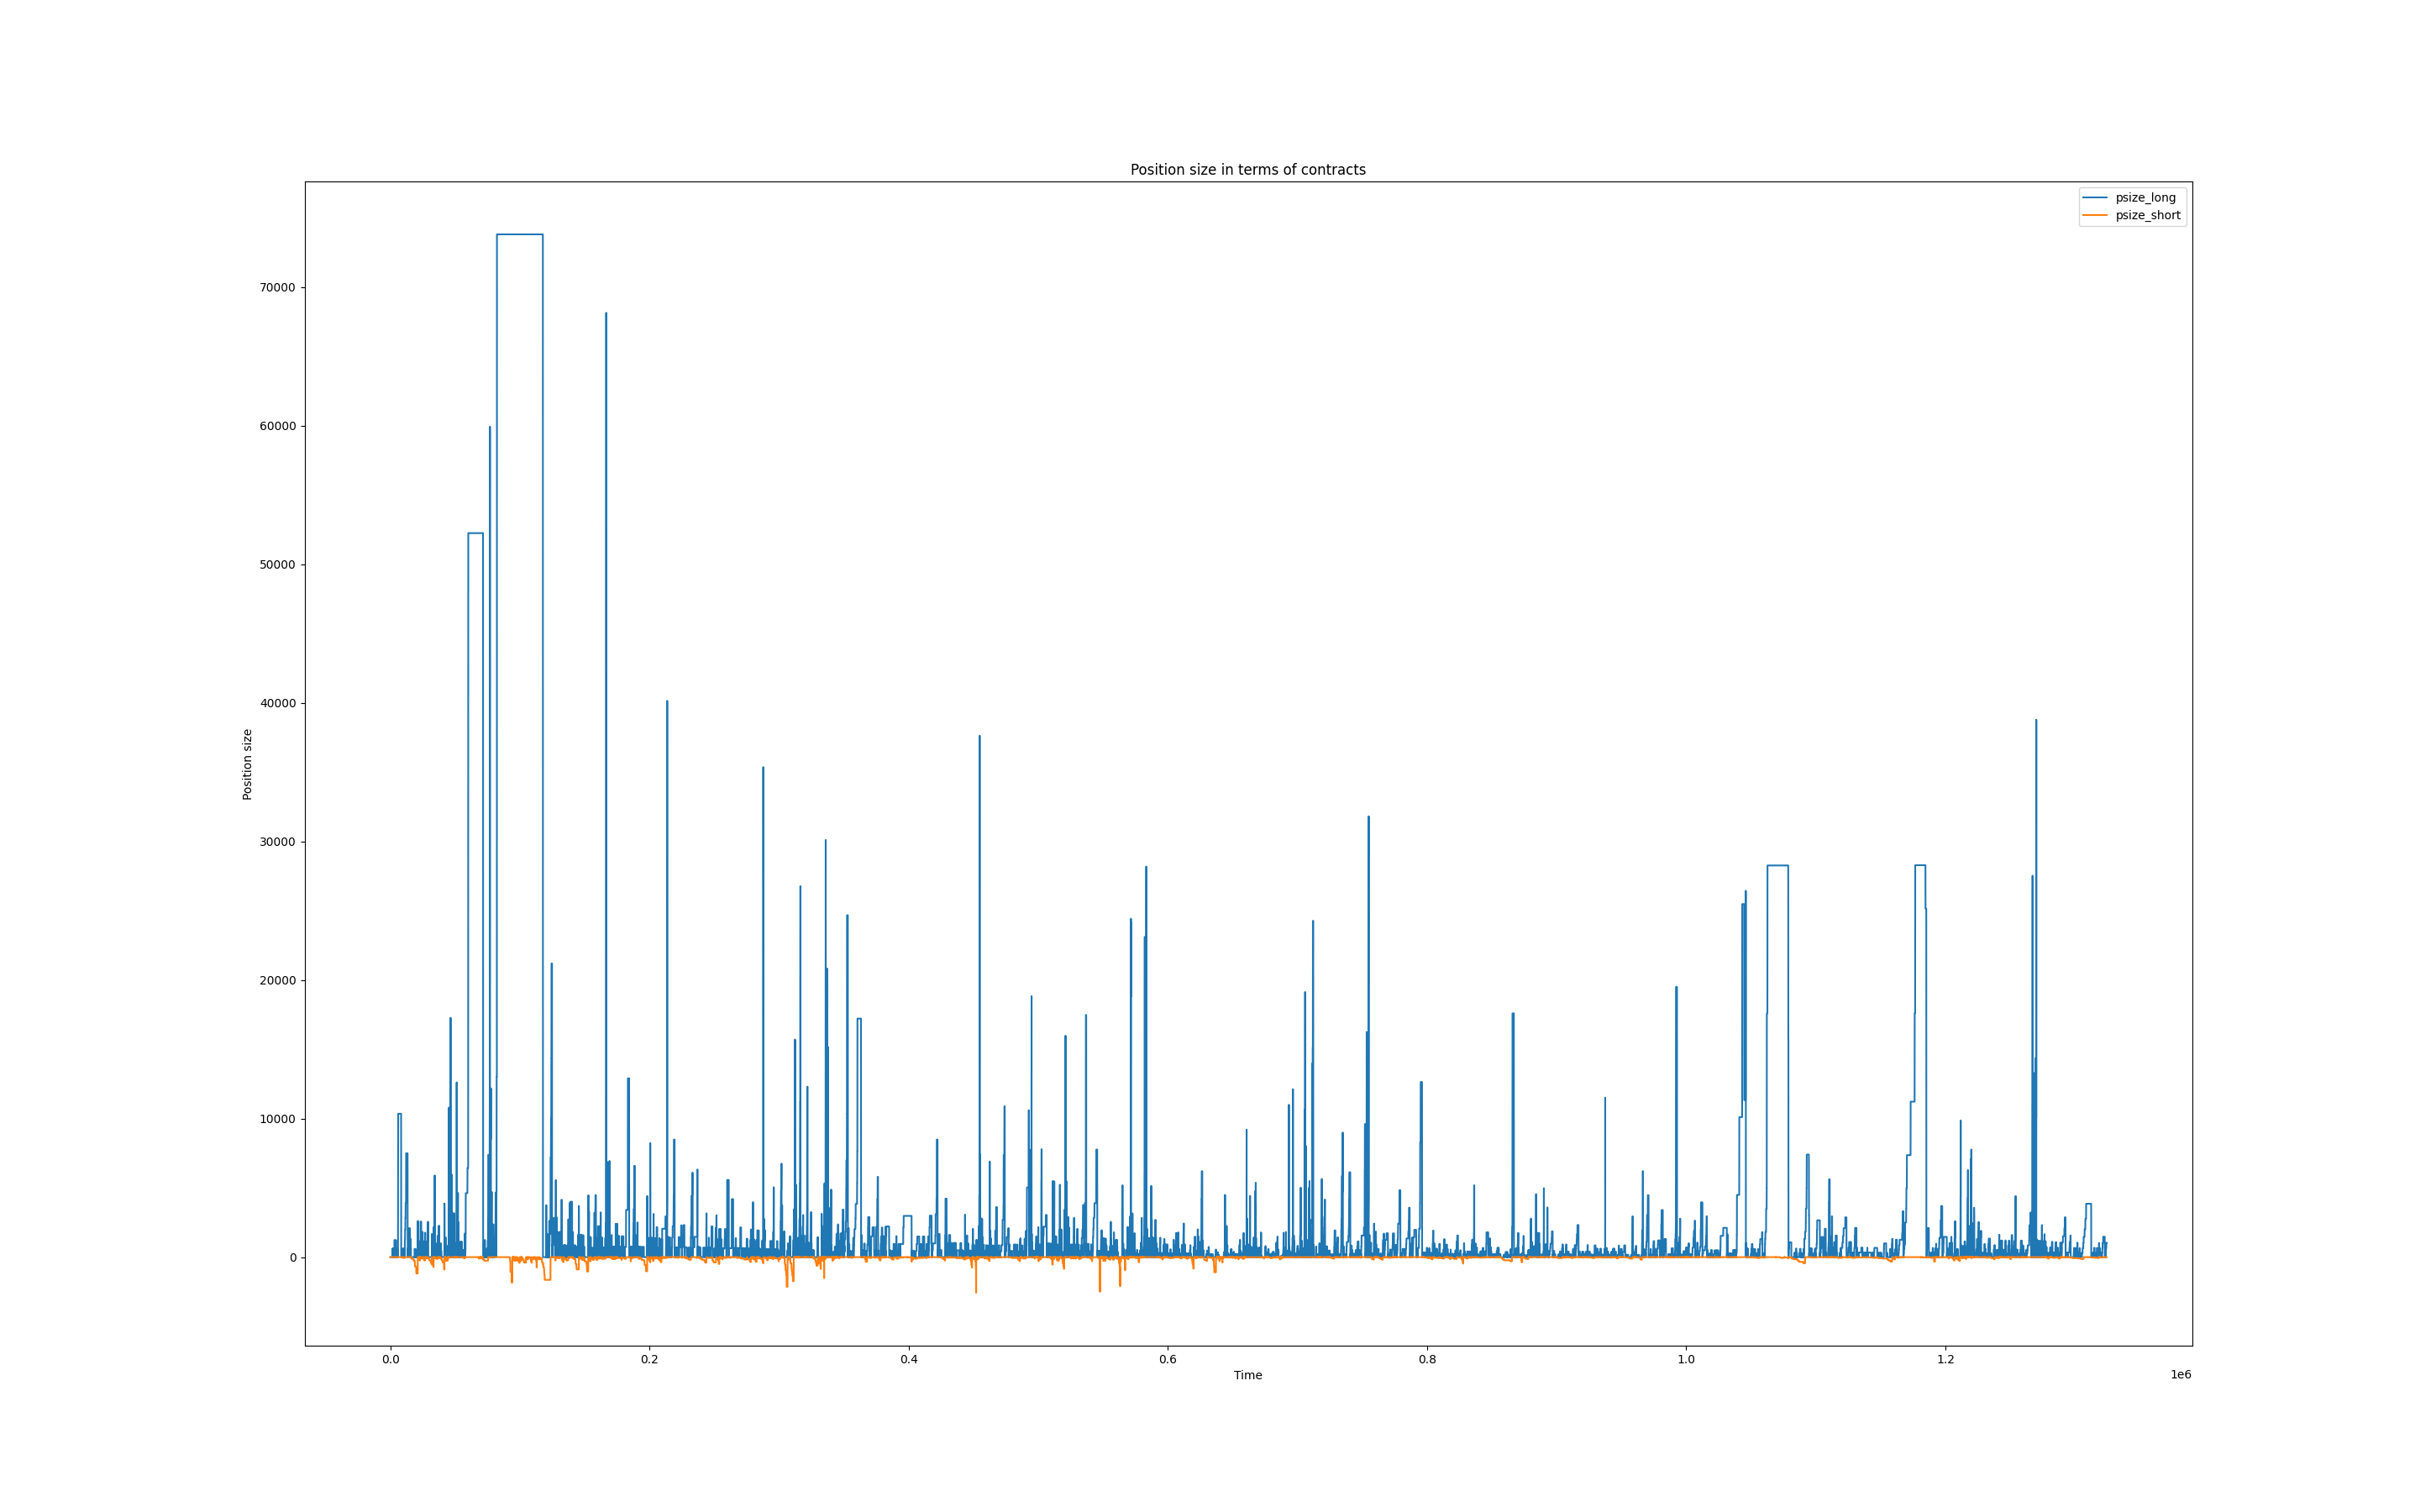 Position size in terms of contracts
psize_long
psize_short
70000
60000
50000
40000
30000
20000
10000
0
Position size
0.0 0.2 0.4 0.6 0.8 1.0 1.2
Time
1e6